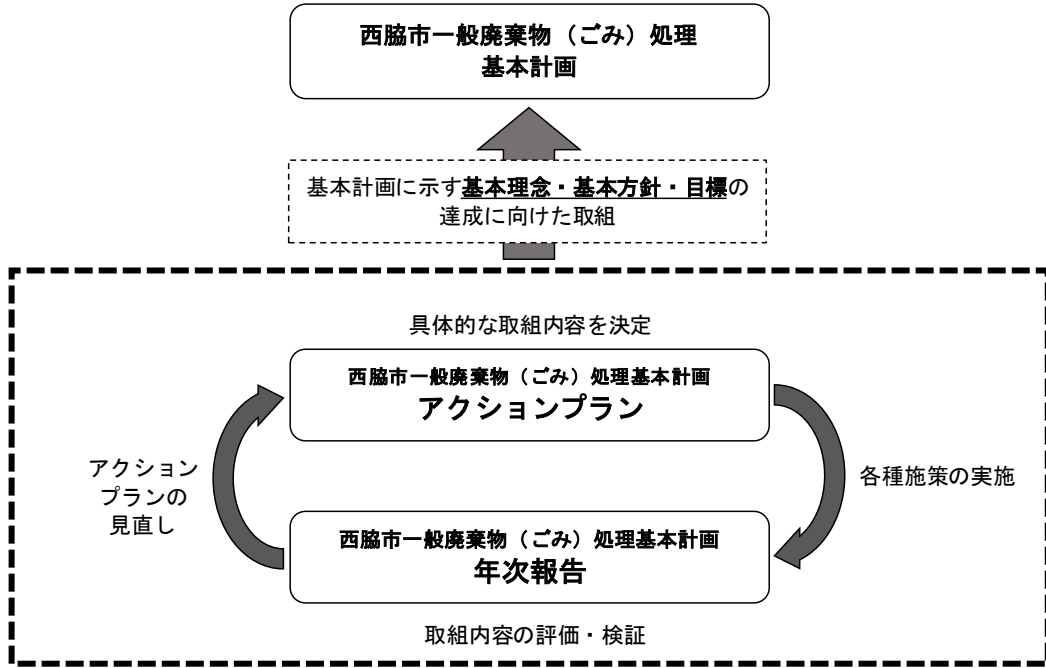 西脇市一般廃棄物（ごみ）処理
基本計画
基本計画に示す基本理念・基本方針・目標の
達成に向けた取組
具体的な取組内容を決定
西脇市一般廃棄物（ごみ）処理基本計画
アクションプラン
アクション
プランの
見直し
各種施策の実施
西脇市一般廃棄物（ごみ）処理基本計画
年次報告
取組内容の評価・検証